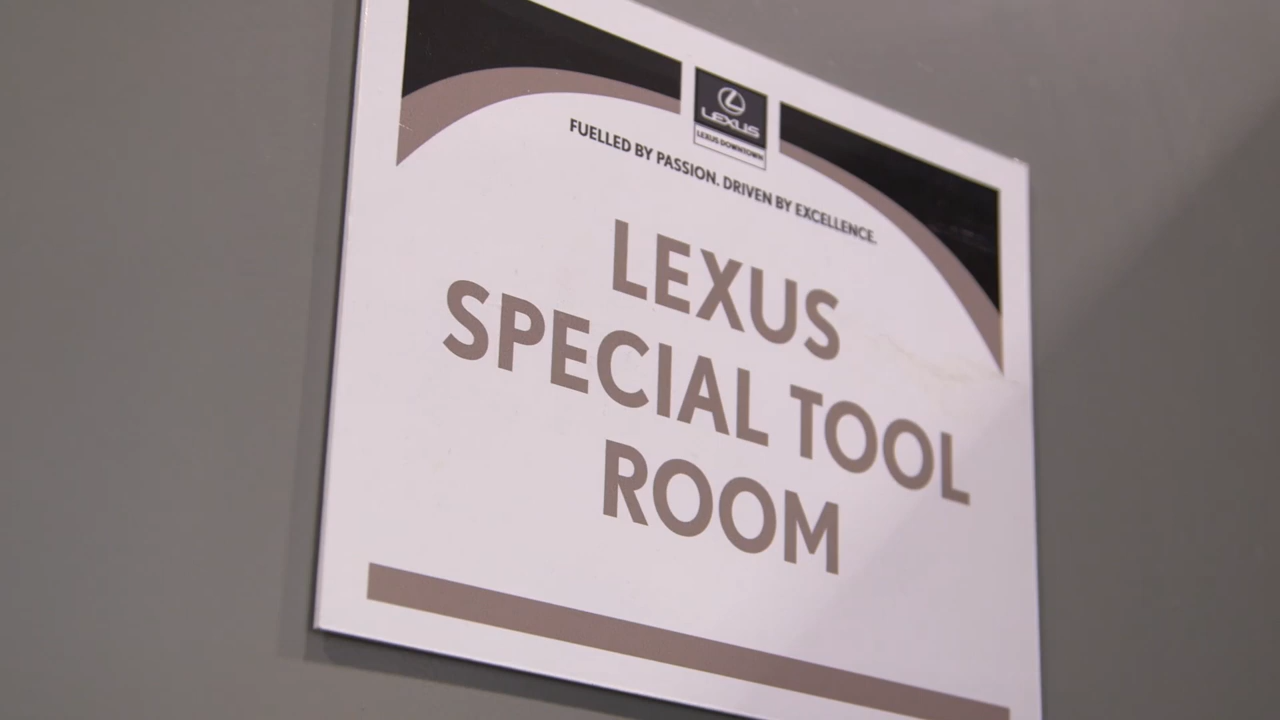 LEXUS
LEXUS DOWNTOWN
FUELLED BY PASSION. DRIVEN BY EXCELLENCE.
LEXUS
SPECIAL TOOL
ROOM